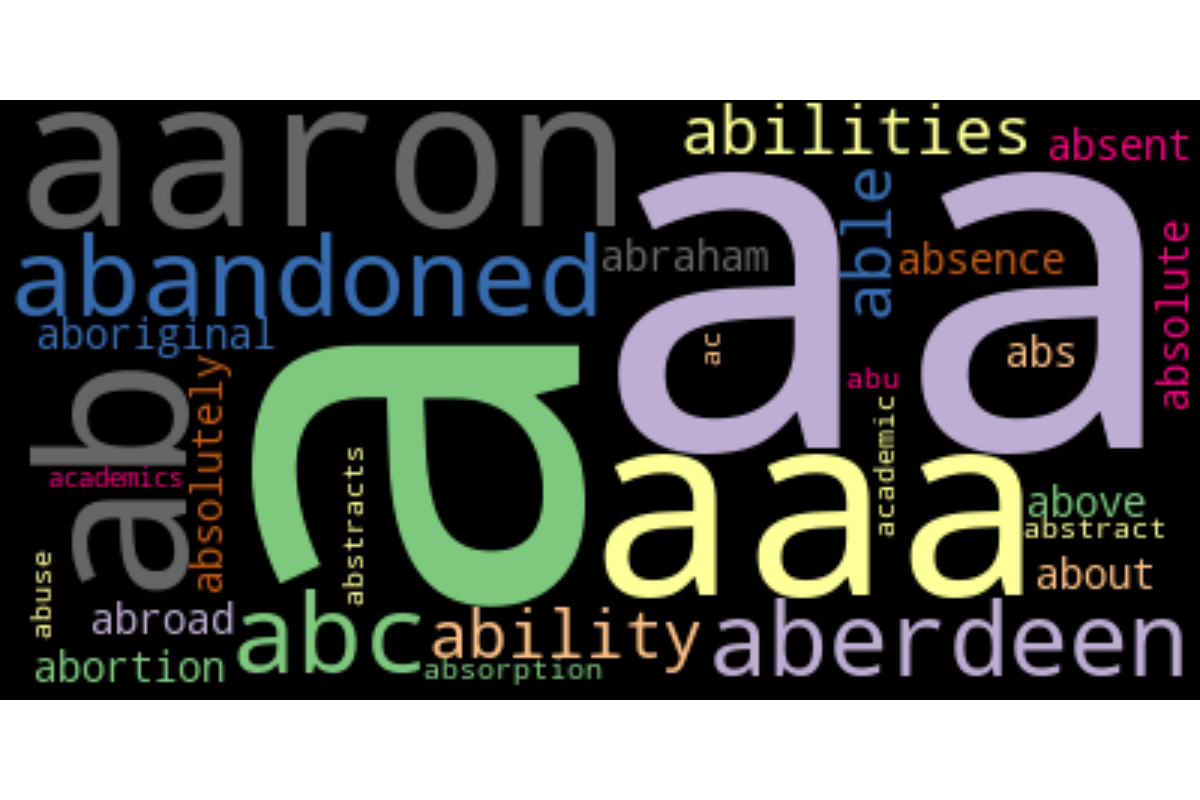 aaron
abilities
absent
aa
able
abandoned
abraham
absence
absolute
aboriginal
ac
abs
a
ab
absolutely
abu
academic
academics
abstracts
aaa
above
abstract
abuse
about
abroad
abc
ability
aberdeen
abortion
absorption